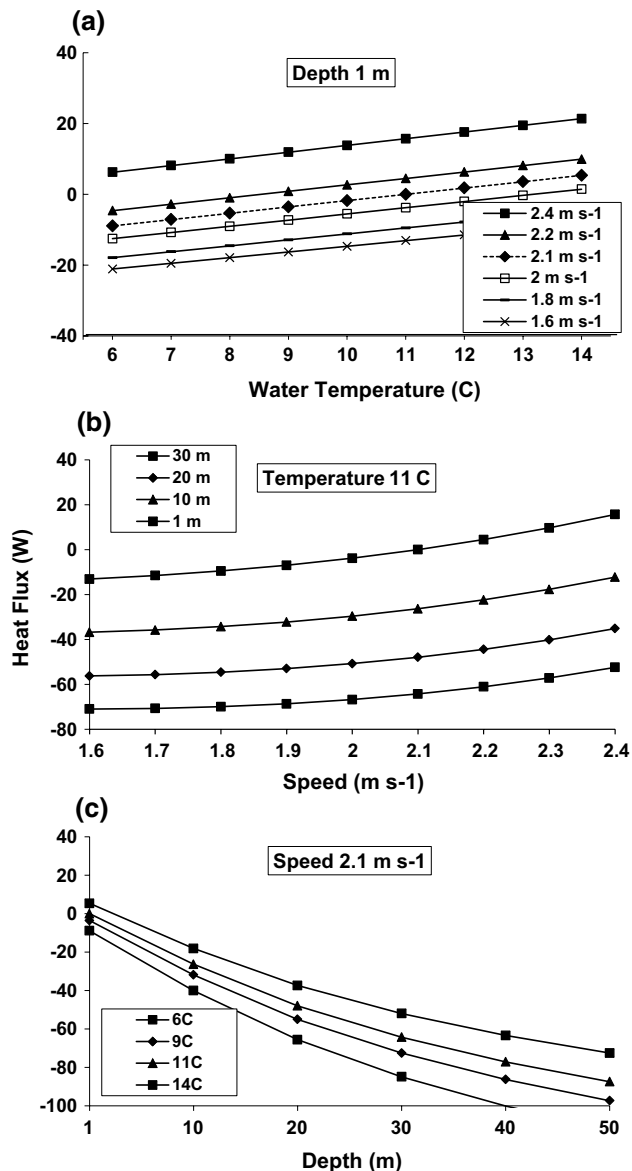 (a)
Depth 1 m
40
20
0
-20
-40
2.4 m s-1
2.2 m s-1
2.1 m s-1
2 m s-1
1.8 m s-1
1.6 m s-1
6 7 8 9 10 11 12 13 14
Water Temperature (C)
(b)
30 m
20 m
10 m
1 m
Temperature 11 C
40
20
0
-20
-40
-60
-80
Heat Flux (W)
1.6 1.7 1.8 1.9 2 2.1 2.2 2.3 2.4
Speed (m s-1)
(c)
Speed 2.1 m s-1
40
20
0
-20
-40
-60
-80
-100
6C
9C
11C
14C
1 10 20 30 40 50
Depth (m)